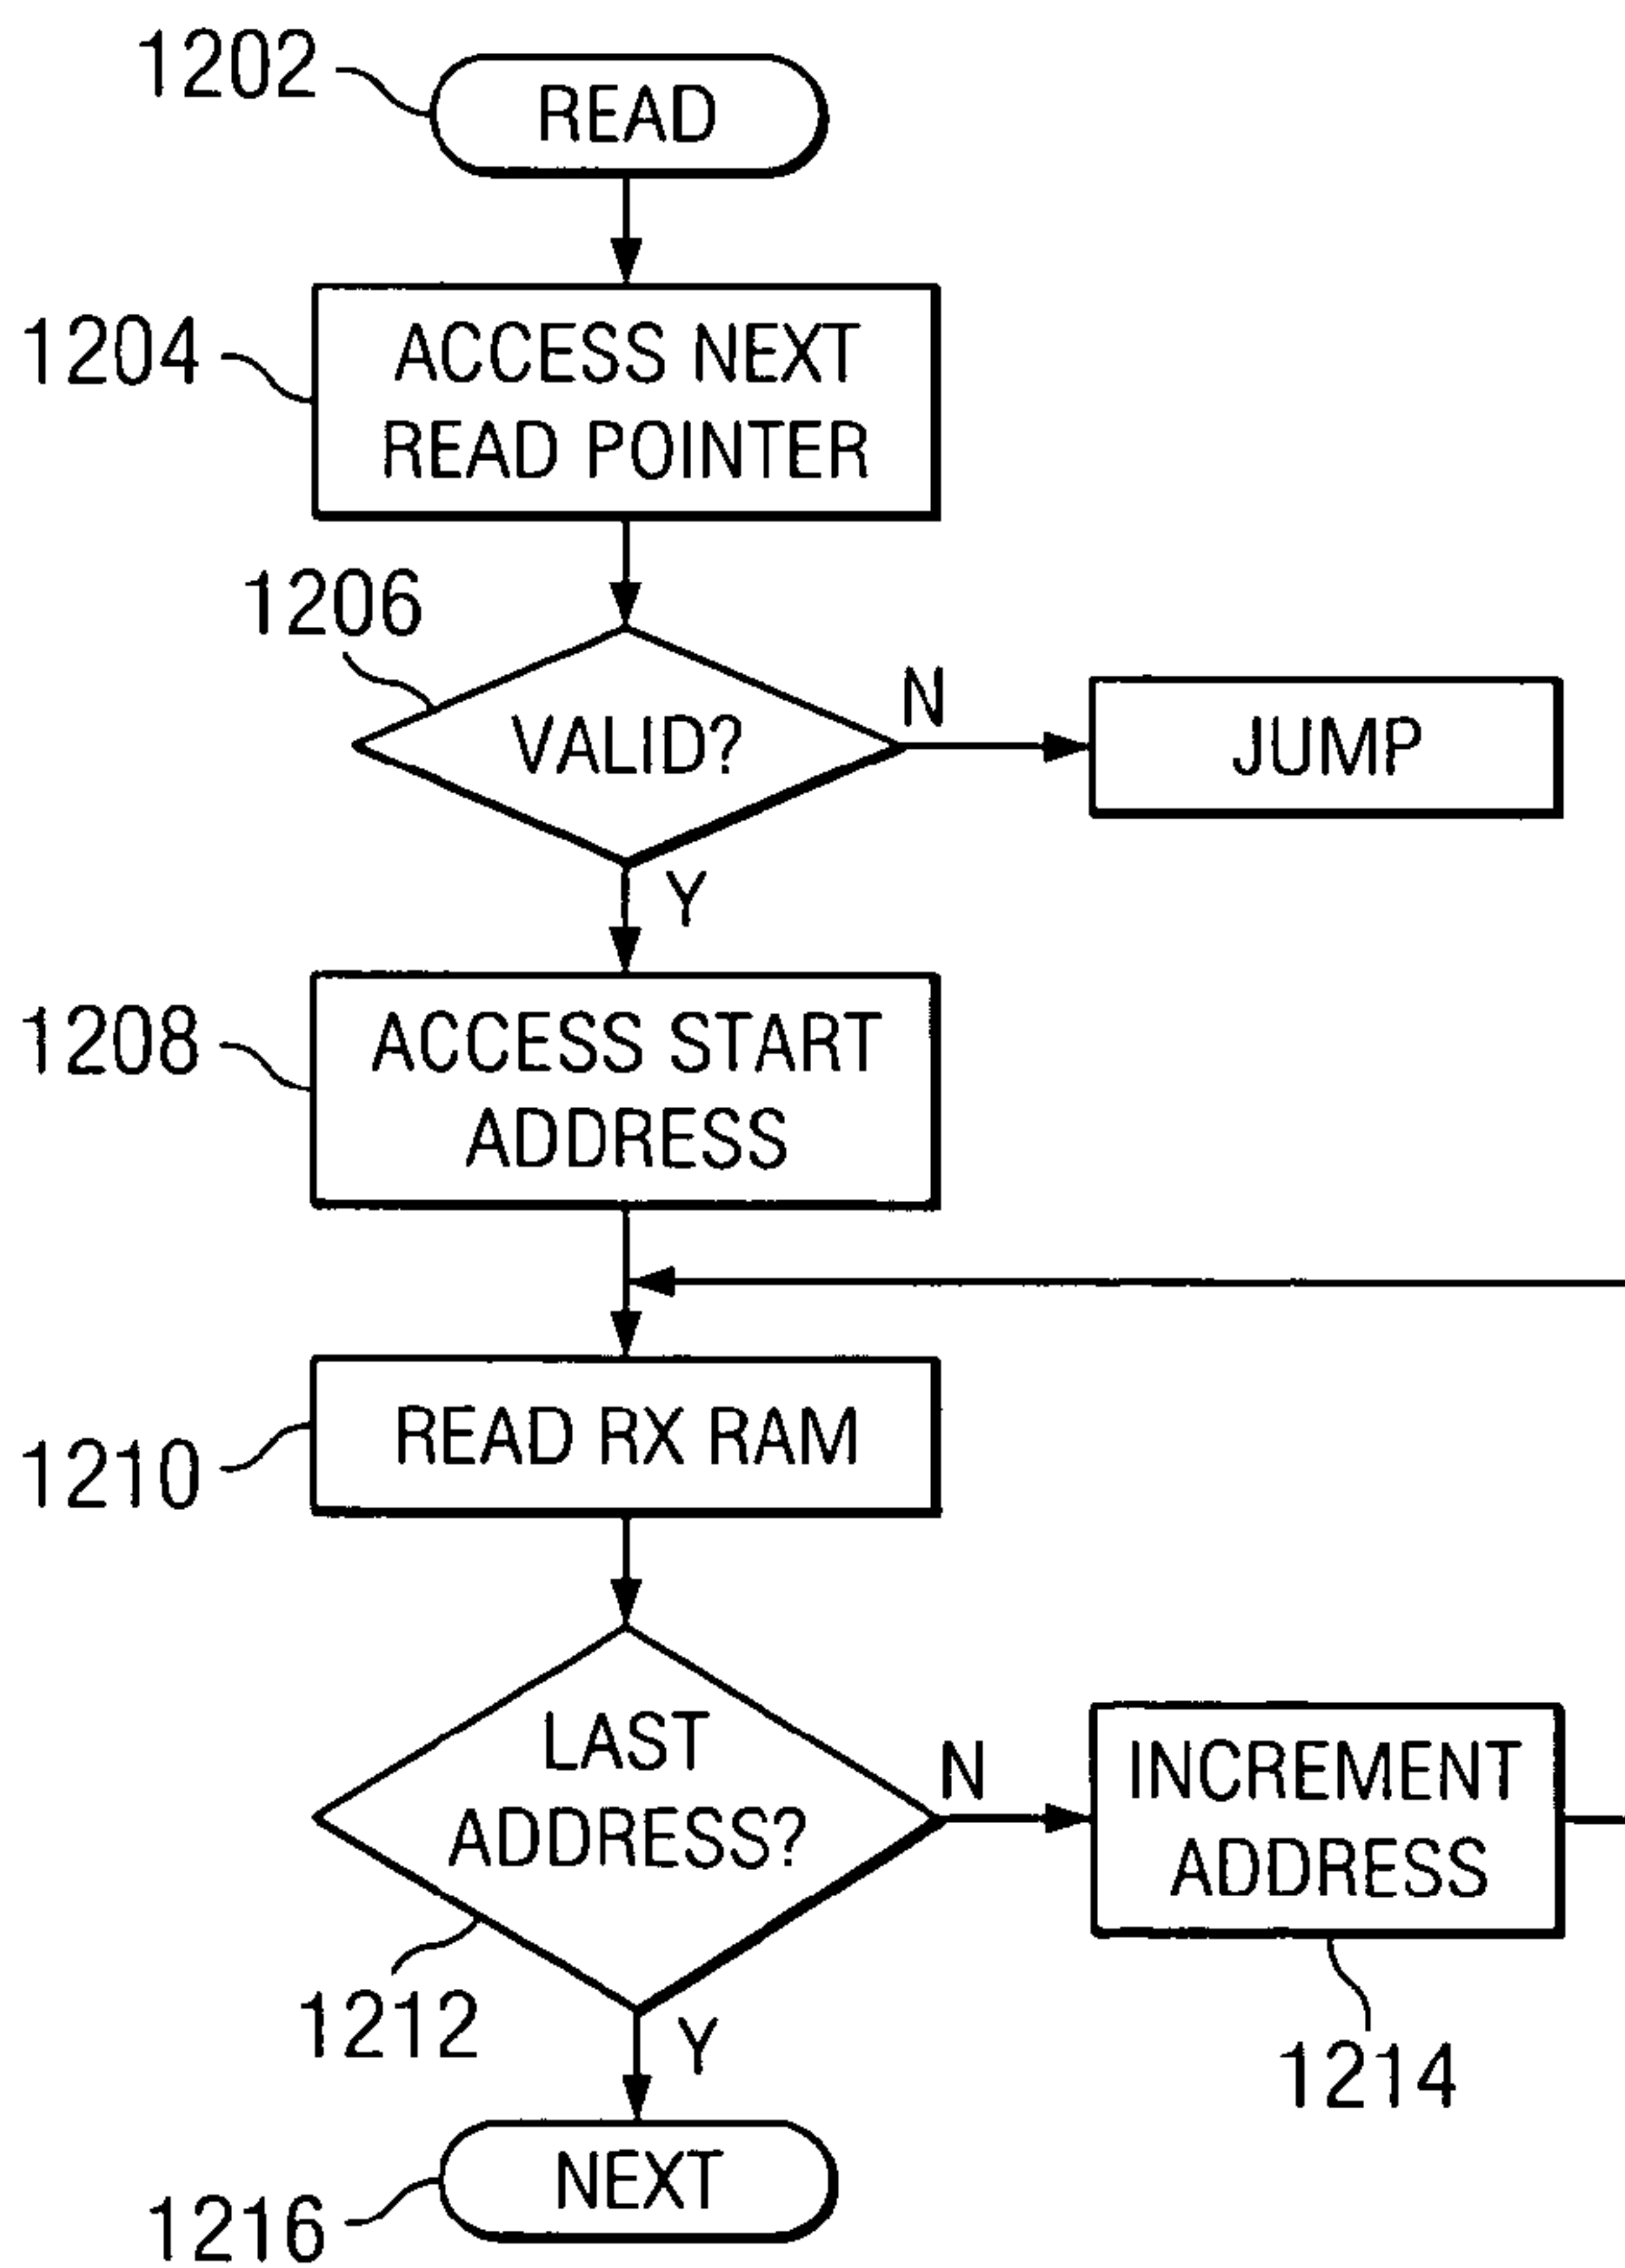 1202
READ
1204
ACCESS NEXT
READ POINTER
1206
VALID?
N
JUMP
Y
1208
ACCESS START
ADDRESS
1210
READ RX RAM
LAST
ADDRESS?
N
INCREMENT
ADDRESS
1212
Y
1214
NEXT
1216